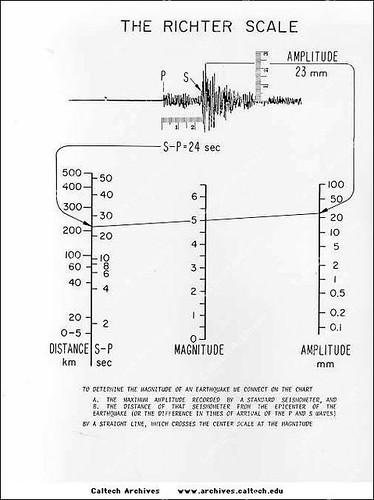 THE RICHTER SCALE
AMPLITUDE
23 mm
P
S
S-P=24 sec
500
400
300
200
100
80
60
40
20
0-5
DISTANCE
km
50
40
30
20
10
8
6
4
2
S-P
sec
6
5
4
3
2
1
0
MAGNITUDE
100
50
20
10
5
2
1
0.5
0.2
0.1
AMPLITUDE
mm
TO DETERMINE THE MAGNITUDE OF AN EARTHQUAKE WE CONNECT ON THE CHART
A. THE MAXIMUM AMPLITUDE RECORDED BY A STANDARD SEISMOMETER, AND
B. THE DISTANCE OF THAT SEISMOMETER FROM THE EPICENTER OF THE
EARTHQUAKE (OR THE DIFFERENCE IN TIMES OF ARRIVAL OF THE P AND S WAVES)
BY A STRAIGHT LINE, WHICH CROSSES THE CENTER SCALE AT THE MAGNITUDE
Caltech Archives www.archives.caltech.edu